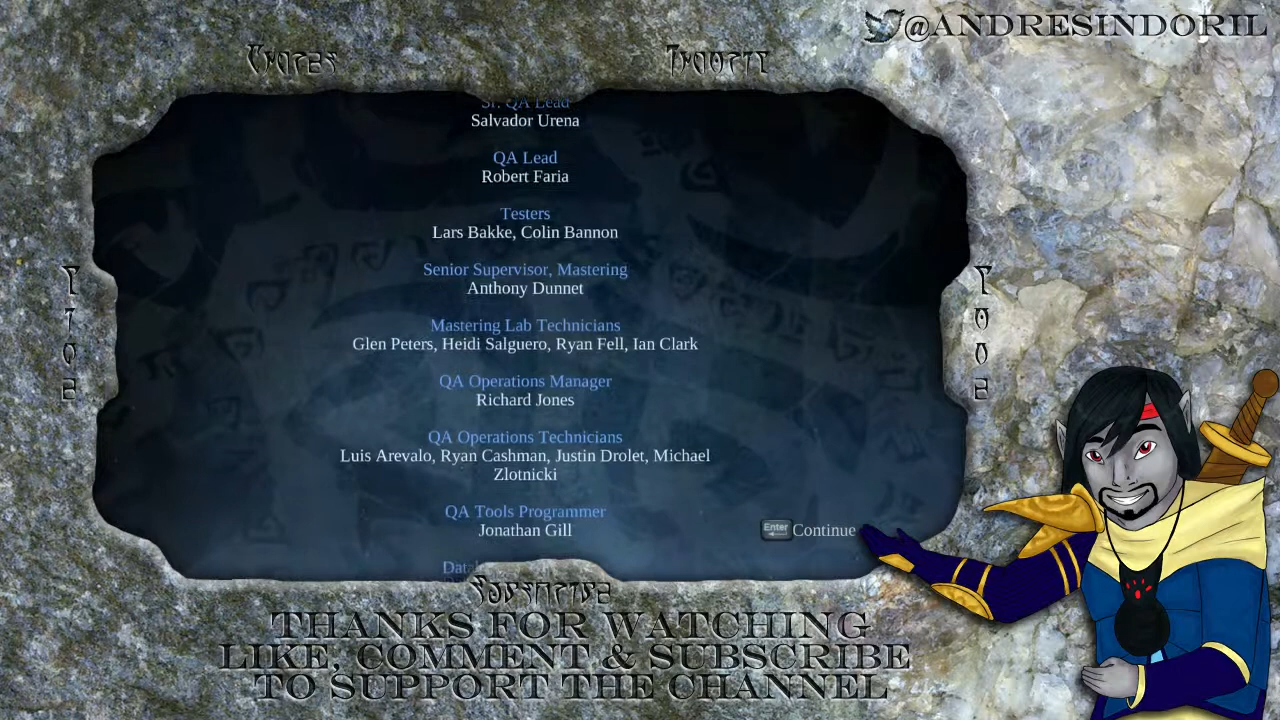 @ANDRESINDORIL
Sr. QA Lead
Salvador Urena
QA Lead
Robert Faria
Testers
Lars Bakke, Colin Bannon
Senior Supervisor, Mastering
Anthony Dunnet
Mastering Lab Technicians
Glen Peters, Heidi Salguero, Ryan Fell, Ian Clark
QA Operations Manager
Richard Jones
QA Operations Technicians
Luis Arevalo, Ryan Cashman, Justin Drolet, Michael
Zlotnicki
QA Tools Programmer
Jonathan Gill
Enter Continue
THANKS FOR WATCHING
LIKE, COMMENT & SUBSCRIBE
TO SUPPORT THE CHANNEL